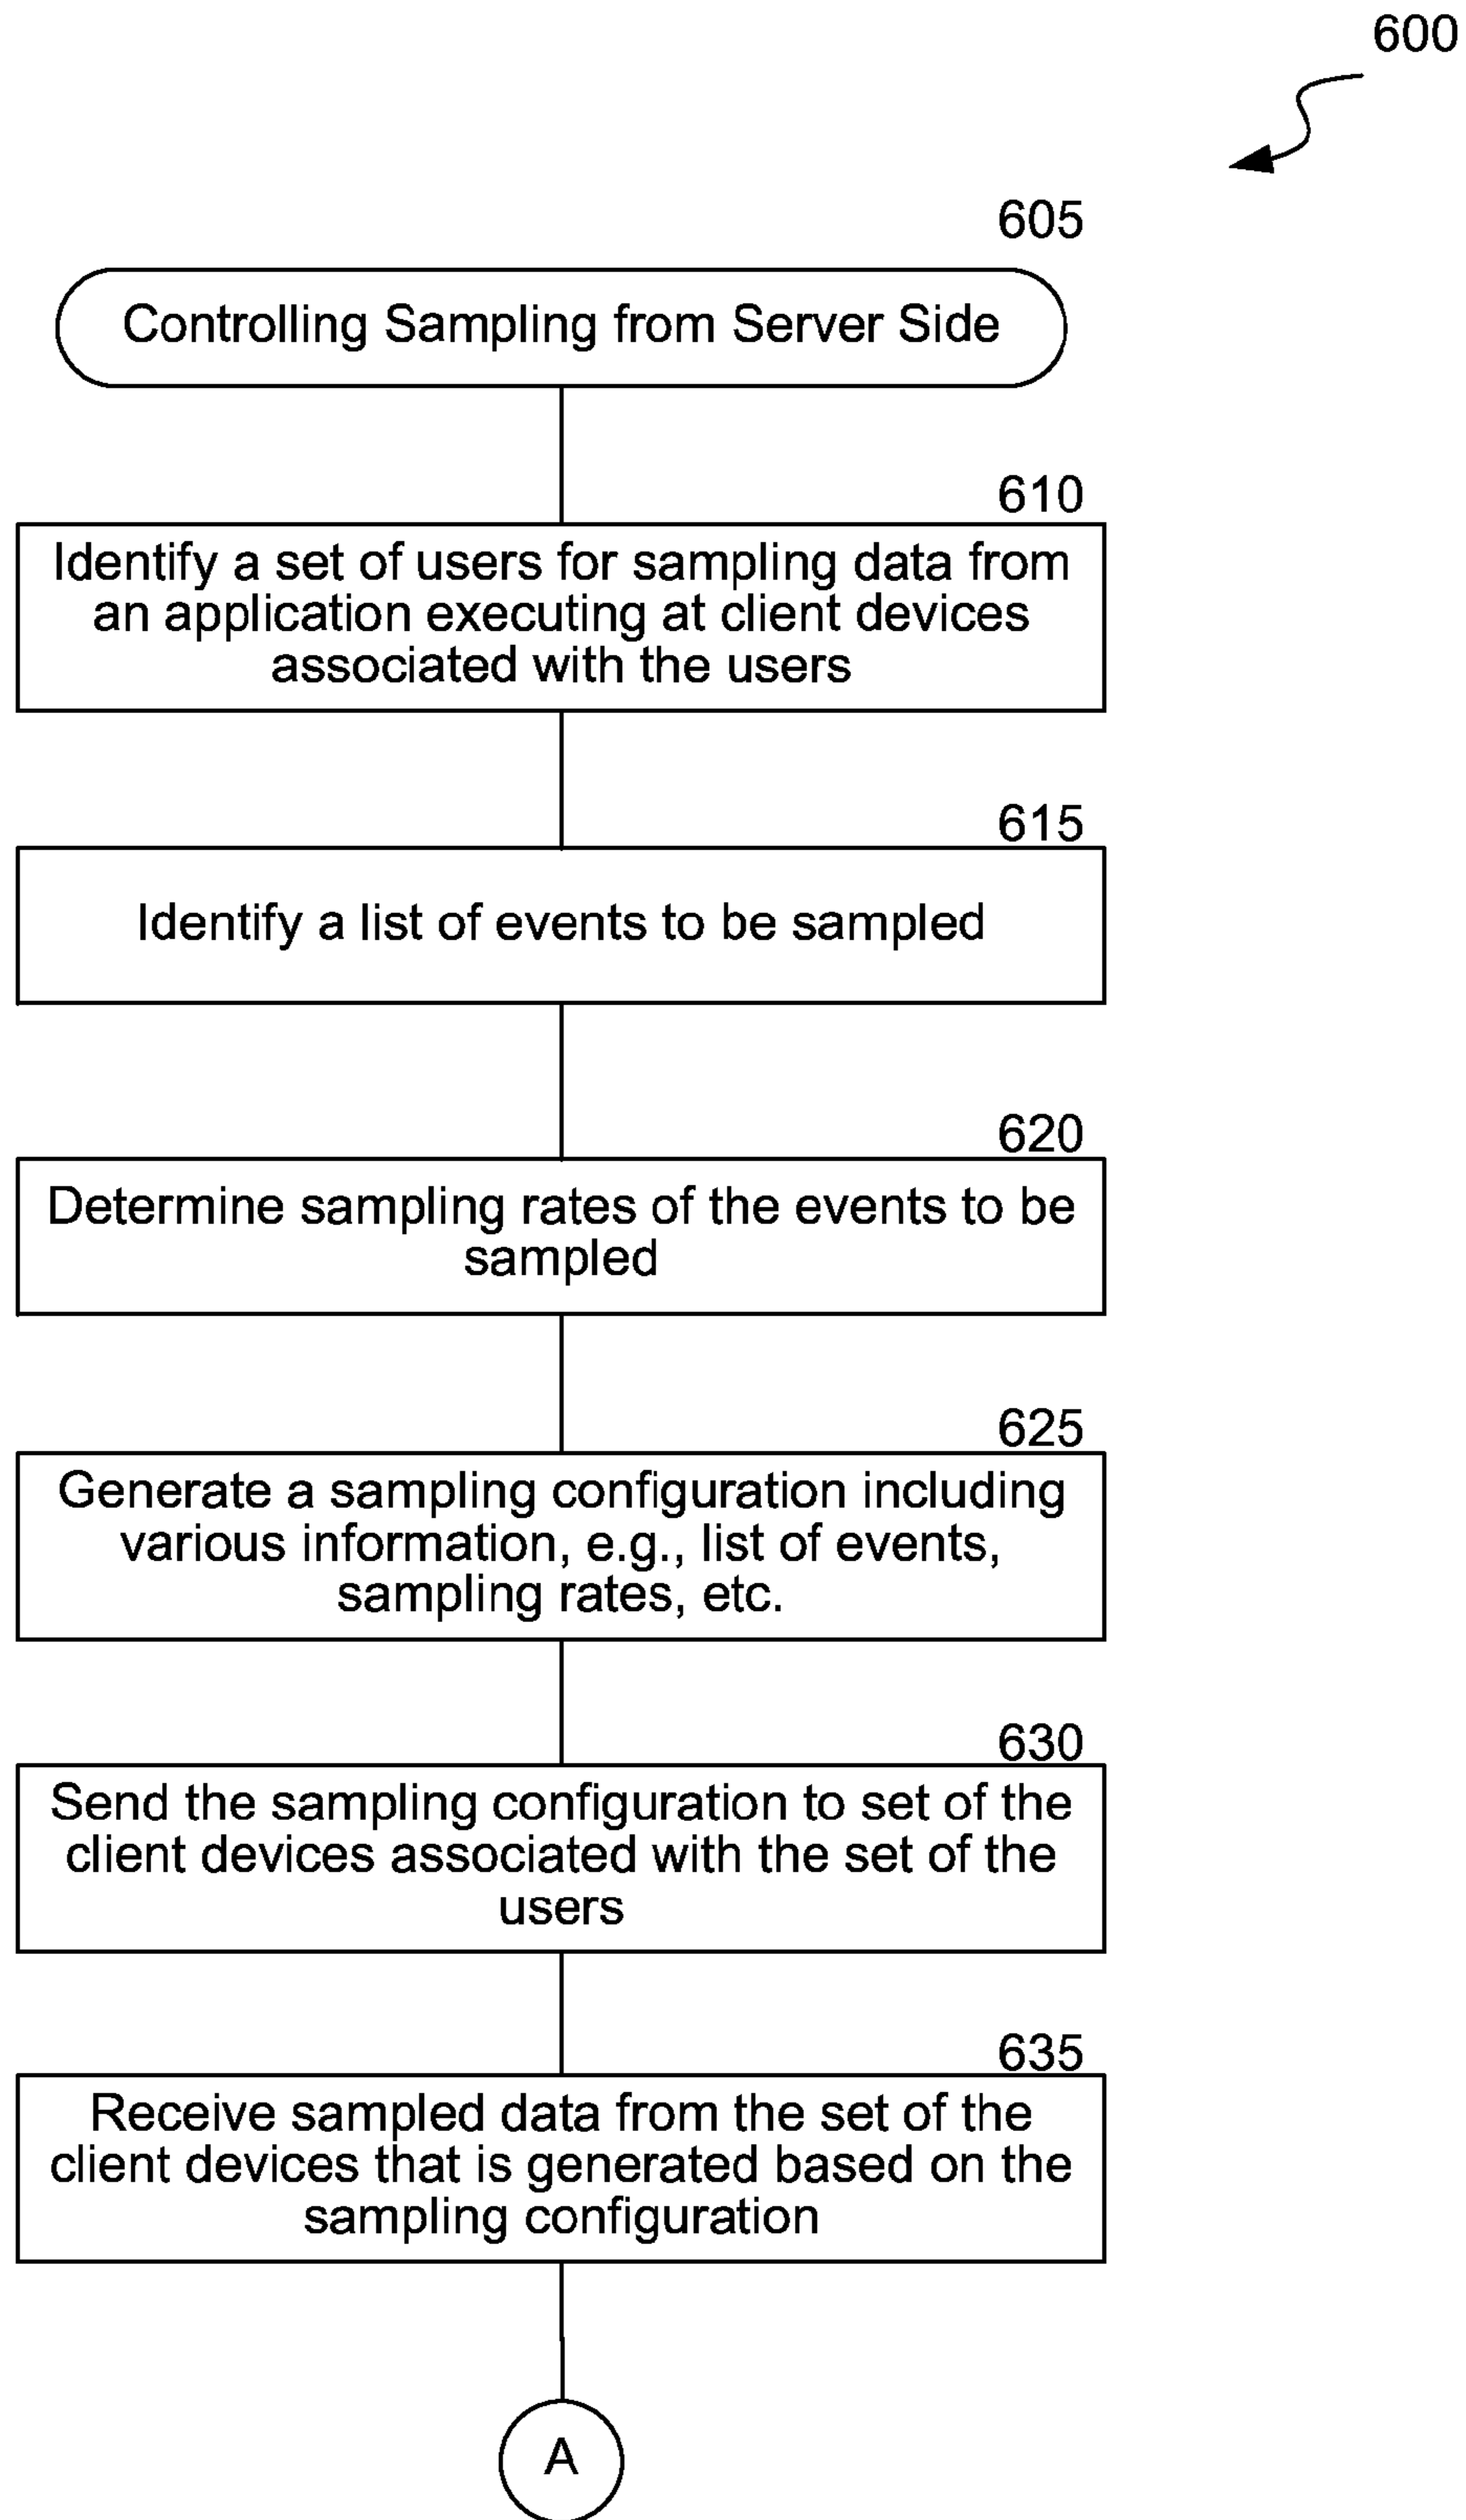 600
605
Controlling Sampling from Server Side
610
Identify a set of users for sampling data from
an application executing at client devices
associated with the users
615
Identify a list of events to be sampled
620
Determine sampling rates of the events to be
sampled
625
Generate a sampling configuration including
various information, e.g., list of events,
sampling rates, etc.
630
Send the sampling configuration to set of the
client devices associated with the set of the
users
635
Receive sampled data from the set of the
client devices that is generated based on the
sampling configuration
A